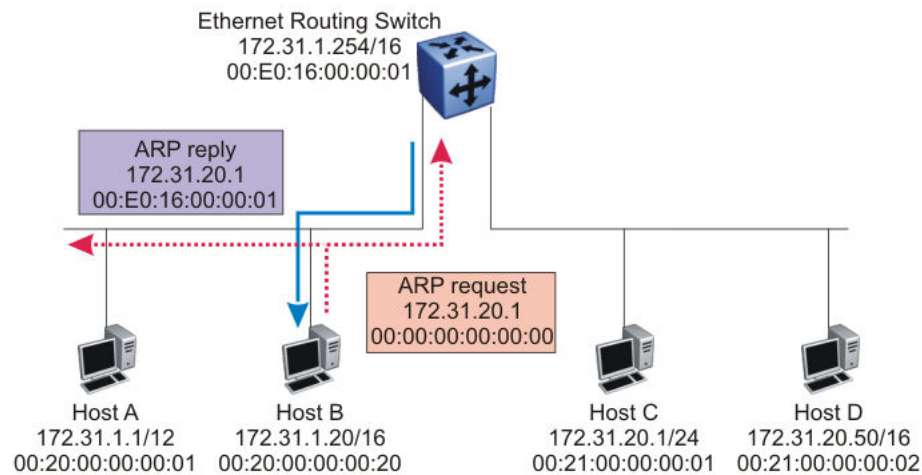 Ethernet Routing Switch
172.31.1.254/16
00:E0:16:00:00:01
ARP reply
172.31.20.1
00:E0:16:00:00:01
ARP request
172.31.20.1
00:00:00:00:00:00
Host A
172.31.1.1/12
00:20:00:00:00:01
Host B
172.31.1.20/16
00:20:00:00:00:20
Host C
172.31.20.1/24
00:21:00:00:00:01
Host D
172.31.20.50/16
00:21:00:00:00:02